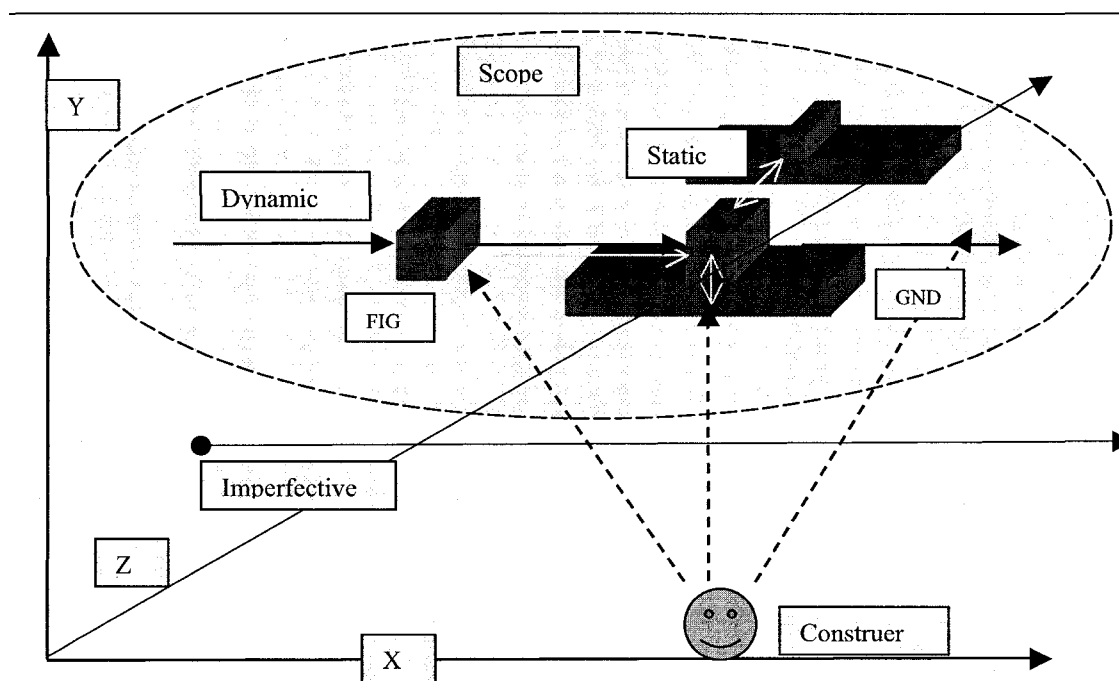 Scope
Y
Static
Dynamic
FIG
GND
Imperfective
Z
Construer
X